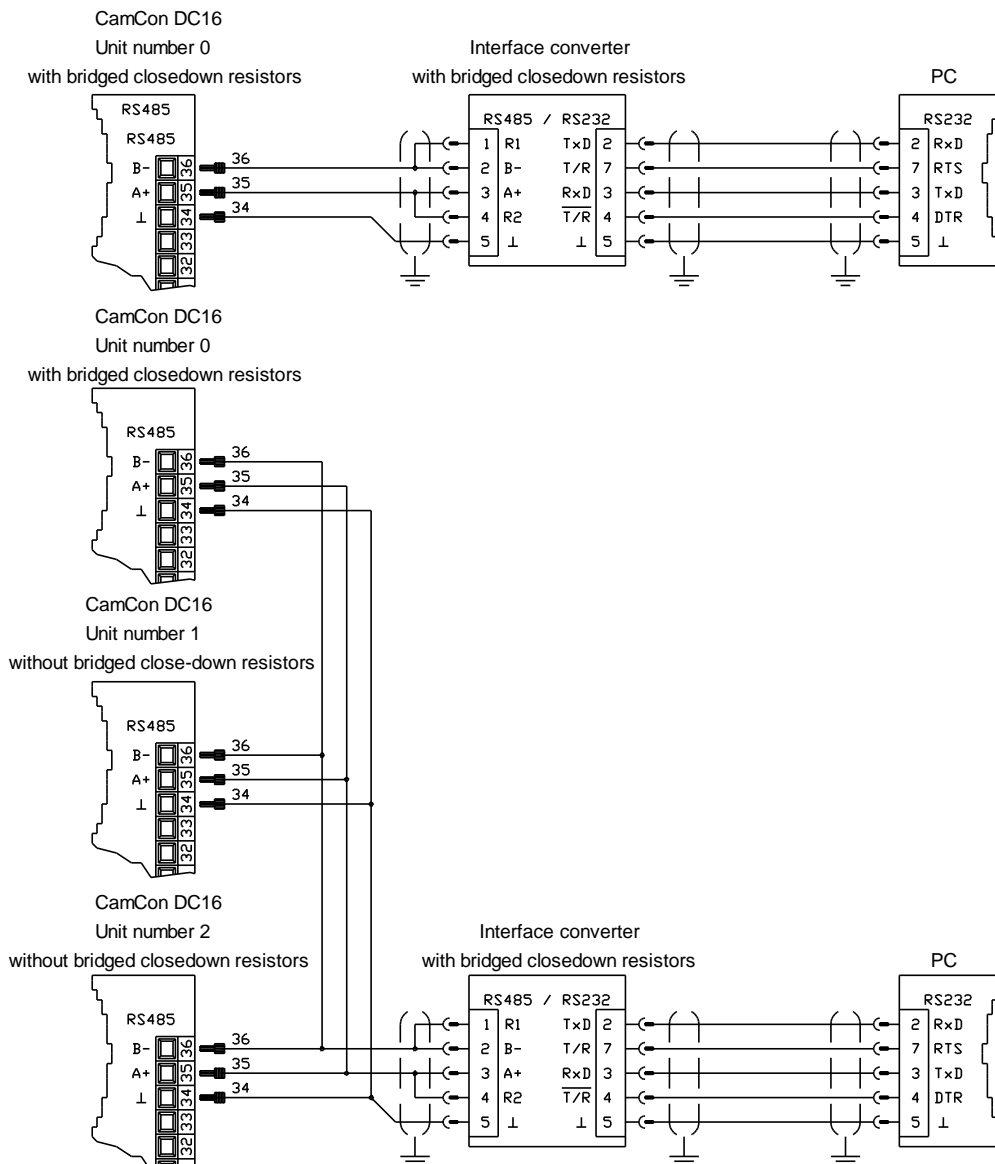 CamCon DC16
Unit number 0
with bridged closedown resistors
Interface converter
with bridged closedown resistors
PC
RS485
RS485
B- 36 36
A+ 35 35
⊥ 34 34
33
32
RS485 / RS232
1 R1 TxD 2
2 B- T/R 7
3 A+ RxD 3
4 R2 T/R 4
5 ⊥ ⊥ 5
RS232
2 RxD
7 RTS
3 TxD
4 DTR
5 ⊥
CamCon DC16
Unit number 0
with bridged closedown resistors
RS485
B- 36 36
A+ 35 35
⊥ 34 34
33
32
CamCon DC16
Unit number 1
without bridged close-down resistors
RS485
B- 36 36
A+ 35 35
⊥ 34 34
33
32
CamCon DC16
Unit number 2
without bridged closedown resistors
Interface converter
with bridged closedown resistors
PC
RS485
B- 36 36
A+ 35 35
⊥ 34 34
33
32
RS485 / RS232
1 R1 TxD 2
2 B- T/R 7
3 A+ RxD 3
4 R2 T/R 4
5 ⊥ ⊥ 5
RS232
2 RxD
7 RTS
3 TxD
4 DTR
5 ⊥